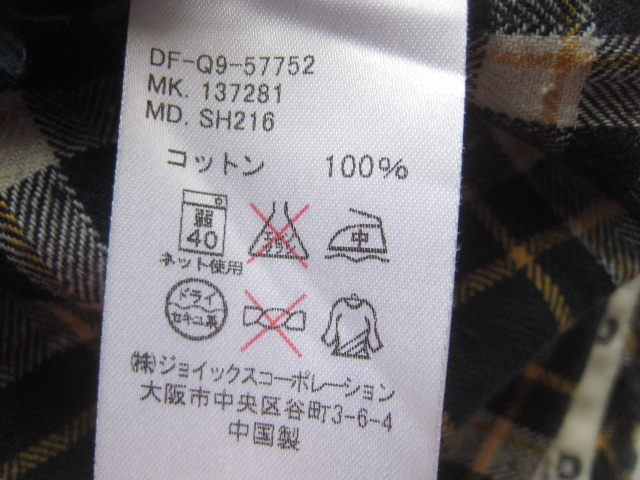 DF-Q9-57752
MK. 137281
MD. SH216
コットン 100%
弱 40
中
ネット使用
ドライ
セキユ系
(株)ジョイックスコーポレーション
大阪市中央区谷町3-6-4
中国製